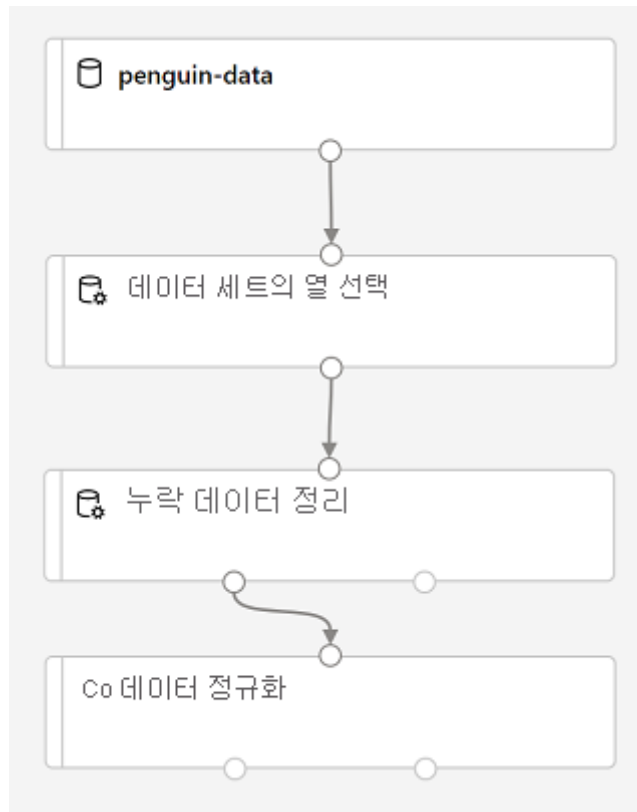 penguin-data
데이터 세트의 열 선택
누락 데이터 정리
Co 데이터 정규화